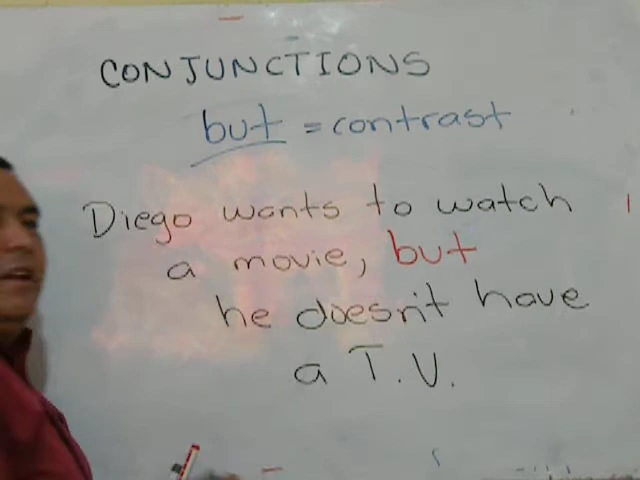 CONJUNCTIONS
but = contrast
Diego wants to watch
a movie, but
he doesn't have
a T.V.